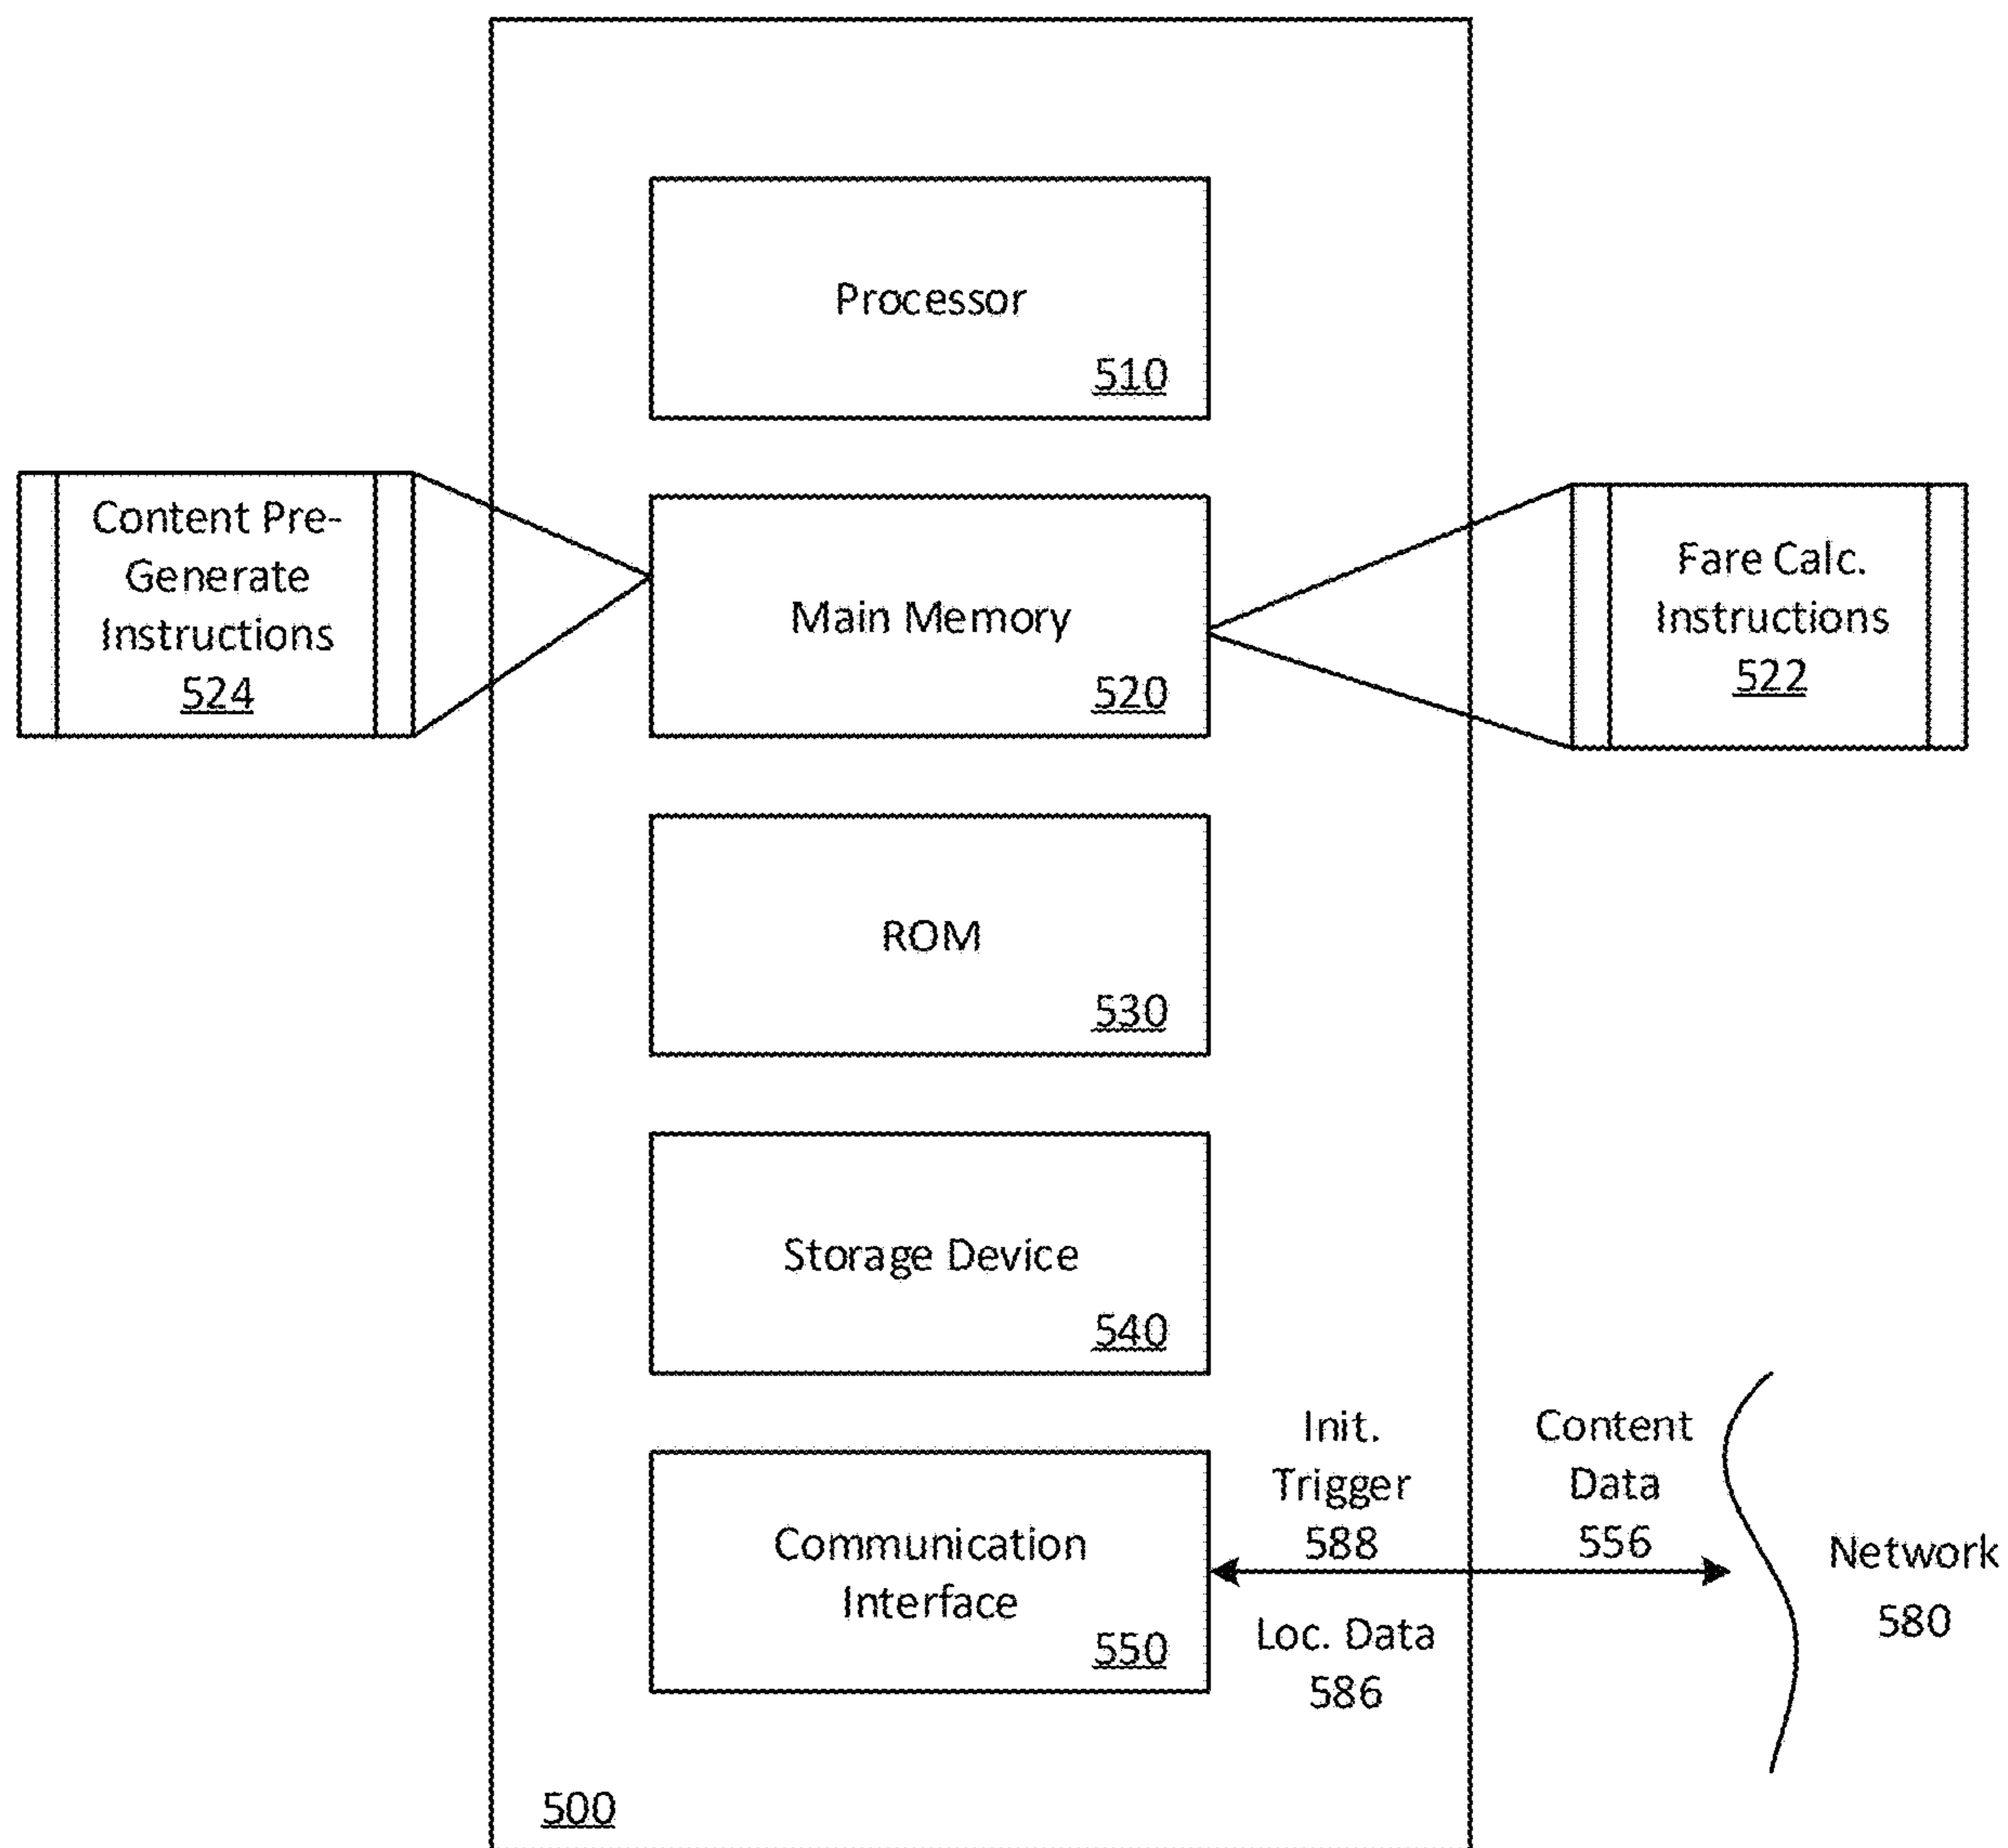 Processor
510
Content Pre-
Generate
Instructions
524
Main Memory
520
Fare Calc.
Instructions
522
ROM
530
Storage Device
540
Communication
Interface
550
Init.
Trigger
588
Loc. Data
586
Content
Data
556
Network
580
500